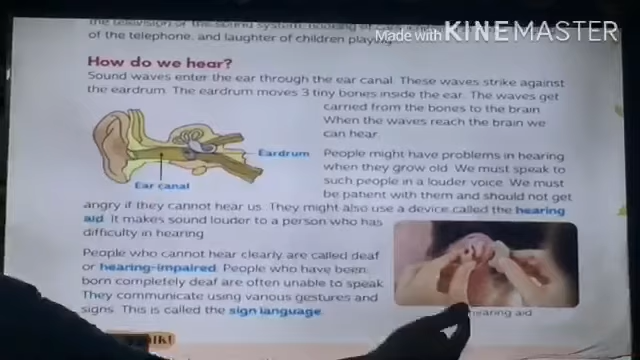 of the telephone, and laughter of children playing.
Made with KINEMASTER
How do we hear?
Sound waves enter the ear through the ear canal. These waves strike against
the eardrum. The eardrum moves 3 tiny bones inside the ear. The waves get
carried from the bones to the brain.
When the waves reach the brain we
can hear.
Eardrum
Ear canal
People might have problems in hearing
when they grow old. We must speak to
such people in a louder voice. We must
be patient with them and should not get
angry if they cannot hear us. They might also use a device called the hearing
aid. It makes sound louder to a person who has
difficulty in hearing.
People who cannot hear clearly are called deaf
or hearing-impaired. People who have been
born completely deaf are often unable to speak.
They communicate using various gestures and
signs. This is called the sign language.
hearing aid